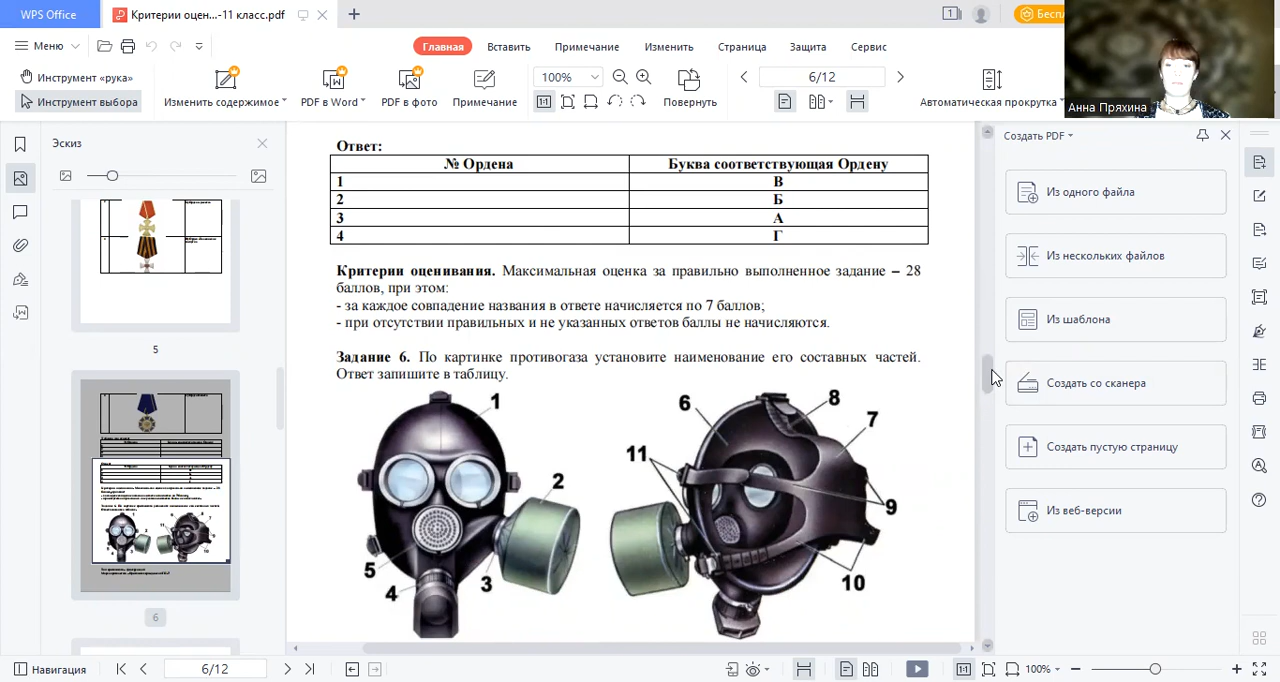 WPS Office
Критерии оцен...-11 класс.pdf
1
Беспл
Меню
Главная
Вставить
Примечание
Изменить
Страница
Защита
Сервис
Инструмент «рука»
Инструмент выбора
Изменить содержимое
PDF в Word
PDF в фото
Примечание
100%
6/12
Повернуть
Автоматическая прокрутка
Анна Пряхина
Эскиз
5
6
Ответ:
№ Ордена Буква соответствующая Ордену
1 В
2 Б
3 А
4 Г
Критерии оценивания. Максимальная оценка за правильно выполненное задание – 28
баллов, при этом:
- за каждое совпадение названия в ответе начисляется по 7 баллов;
- при отсутствии правильных и не указанных ответов баллы не начисляются.
Задание 6. По картинке противогаза установите наименование его составных частей.
Ответ запишите в таблицу.
1
2
3
4
5
6
7
8
9
10
11
Создать PDF
Из одного файла
Из нескольких файлов
Из шаблона
Создать со сканера
Создать пустую страницу
Из веб-версии
Навигация
6/12
100%